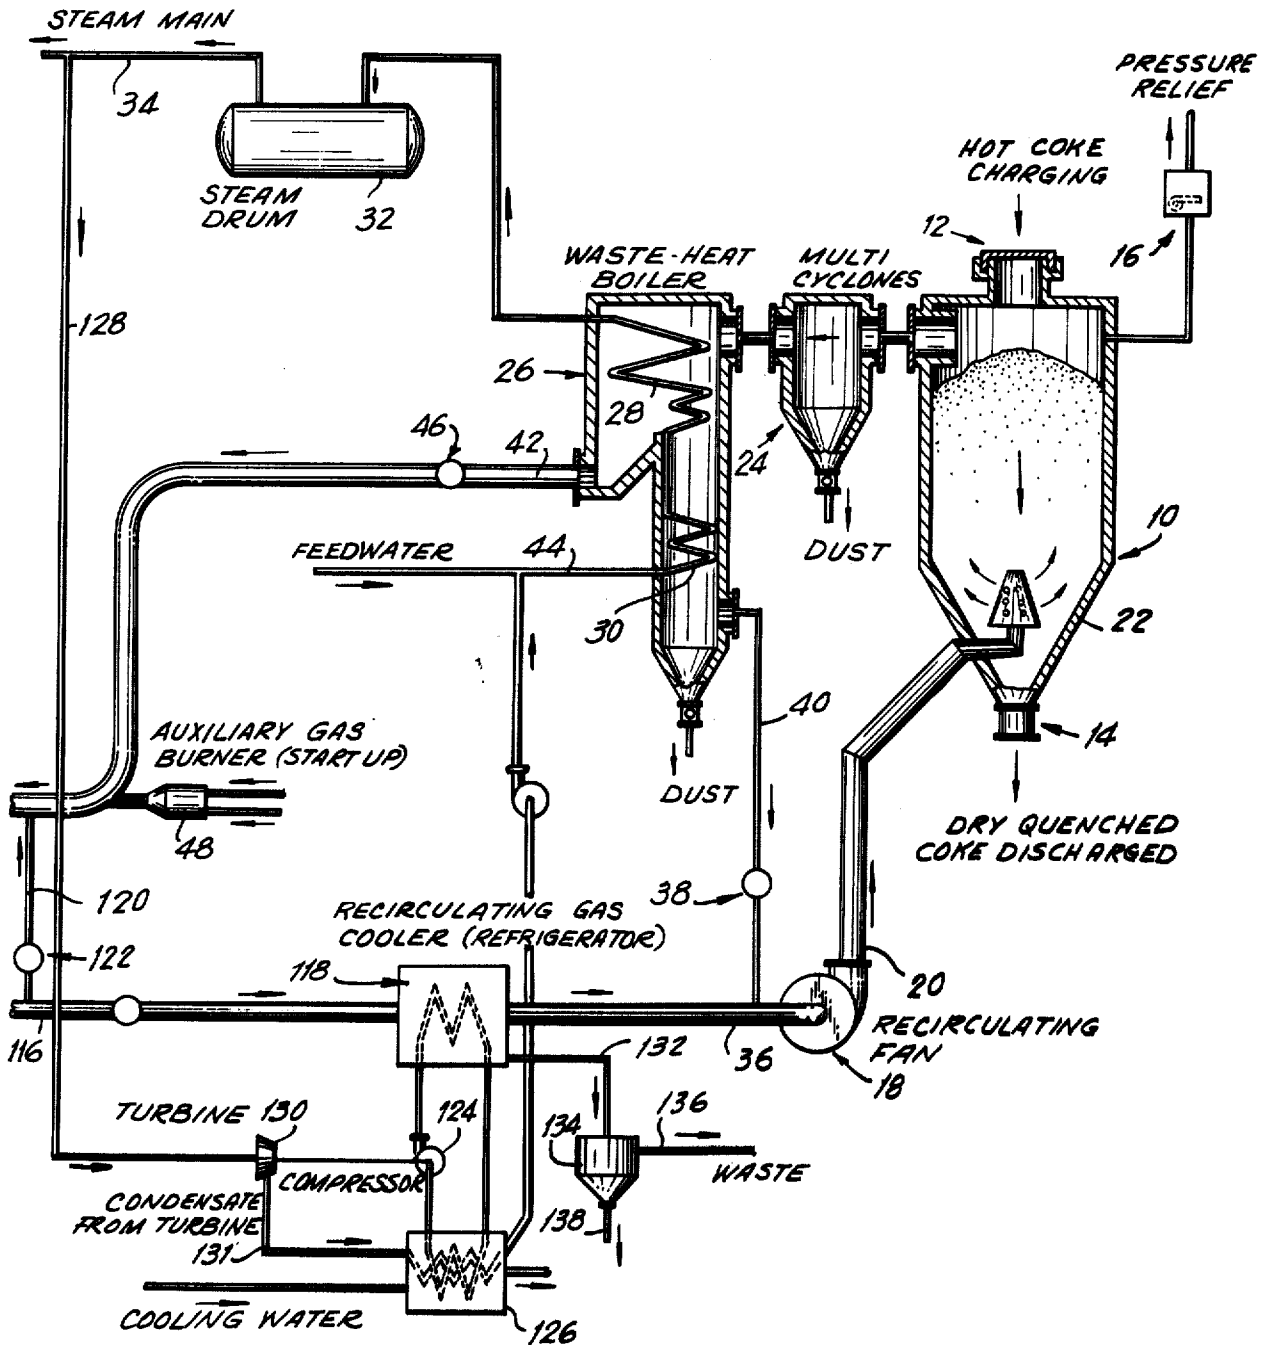 STEAM MAIN
34
STEAM
DRUM
32
PRESSURE
RELIEF
HOT COKE
CHARGING
12
16
WASTE-HEAT
BOILER
MULTI
CYCLONES
128
26
28
46
42
24
DUST
10
FEEDWATER
44
30
22
40
14
AUXILIARY GAS
BURNER (START UP)
48
DUST
DRY QUENCHED
COKE DISCHARGED
120
38
RECIRCULATING GAS
COOLER (REFRIGERATOR)
122
118
20
RECIRCULATING
FAN
18
116
132
36
TURBINE 130
124
134
136
WASTE
COMPRESSOR
CONDENSATE
FROM TURBINE
131
138
COOLING WATER
126